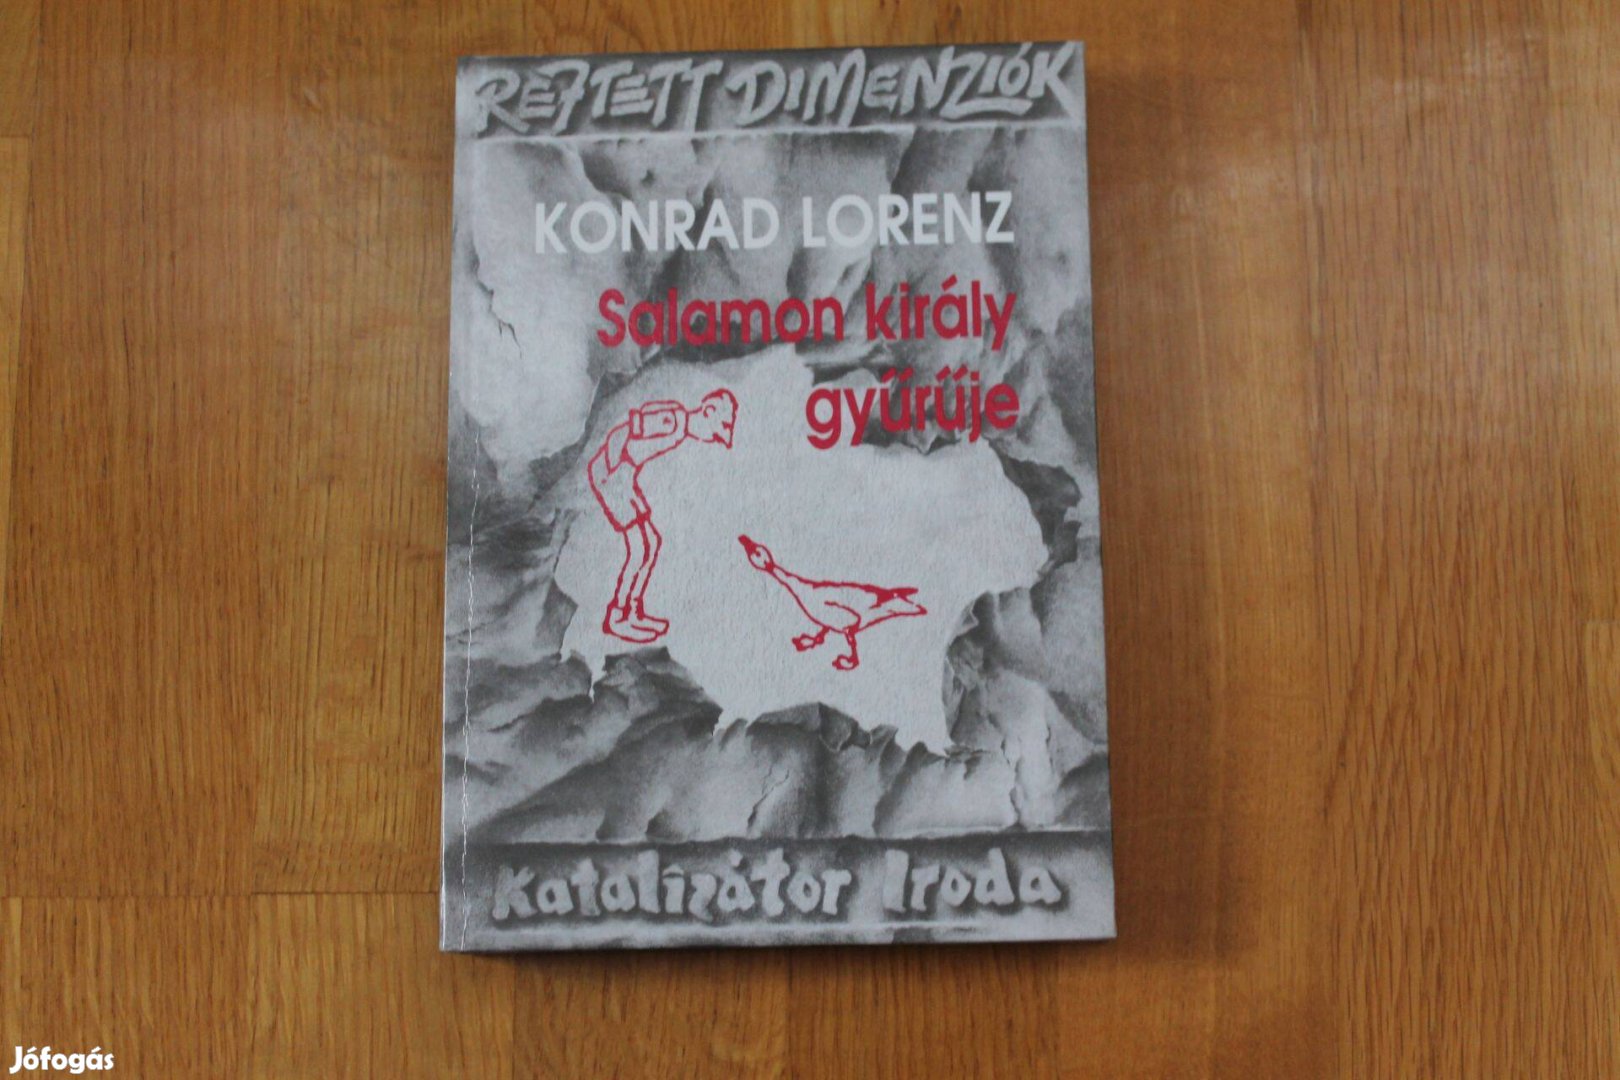 REJTETT DIMENZIÓK
KONRAD LORENZ
Salamon király
gyűrűje
Katalizátor Iroda
Jófogás